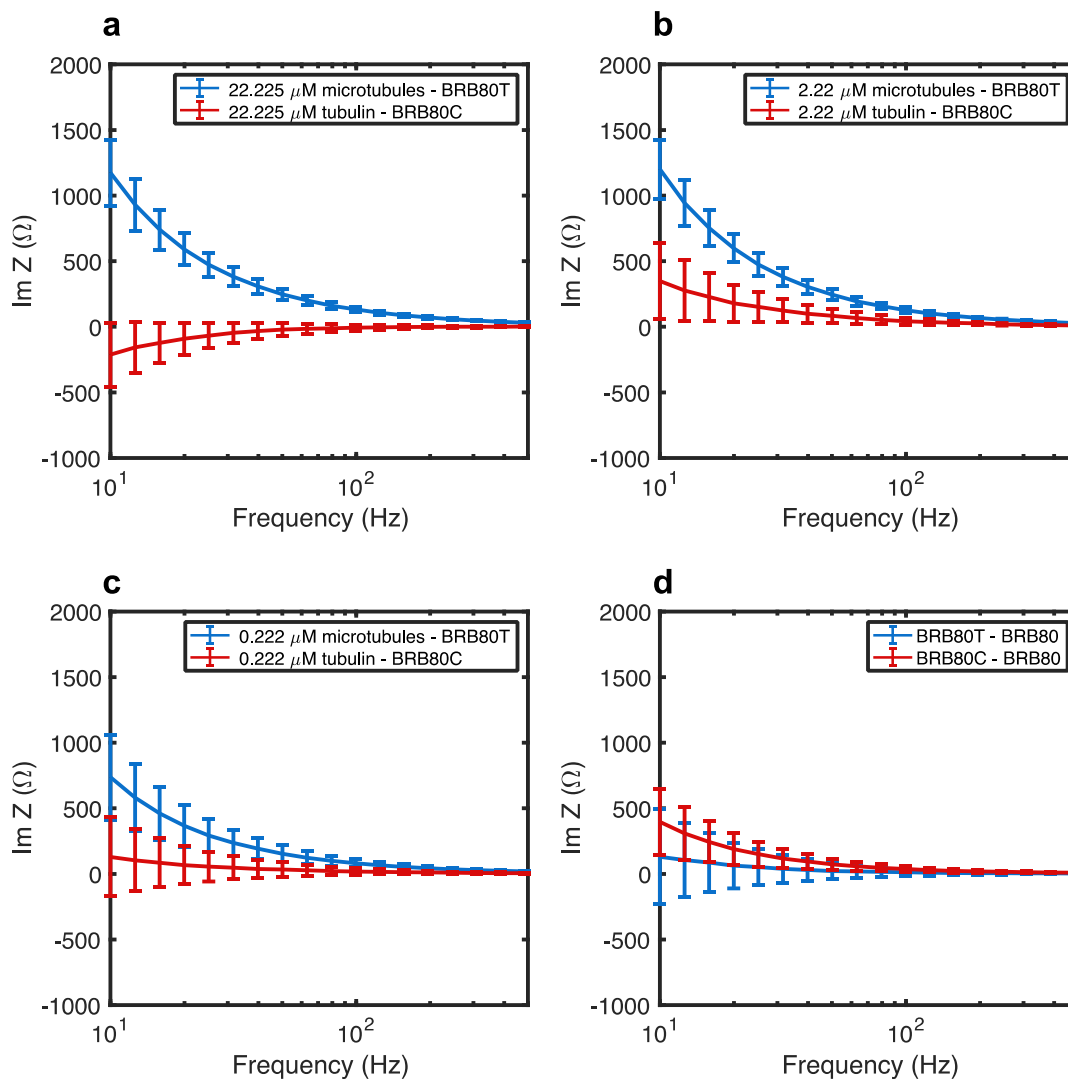 a
2000
1500
1000
500
0
-500
-1000
Im Z (Ω)
22.225 μM microtubules - BRB80T
22.225 μM tubulin - BRB80C
10¹
10²
Frequency (Hz)
b
2000
1500
1000
500
0
-500
-1000
Im Z (Ω)
2.22 μM microtubules - BRB80T
2.22 μM tubulin - BRB80C
10¹
10²
Frequency (Hz)
c
2000
1500
1000
500
0
-500
-1000
Im Z (Ω)
0.222 μM microtubules - BRB80T
0.222 μM tubulin - BRB80C
10¹
10²
Frequency (Hz)
d
2000
1500
1000
500
0
-500
-1000
Im Z (Ω)
BRB80T - BRB80
BRB80C - BRB80
10¹
10²
Frequency (Hz)